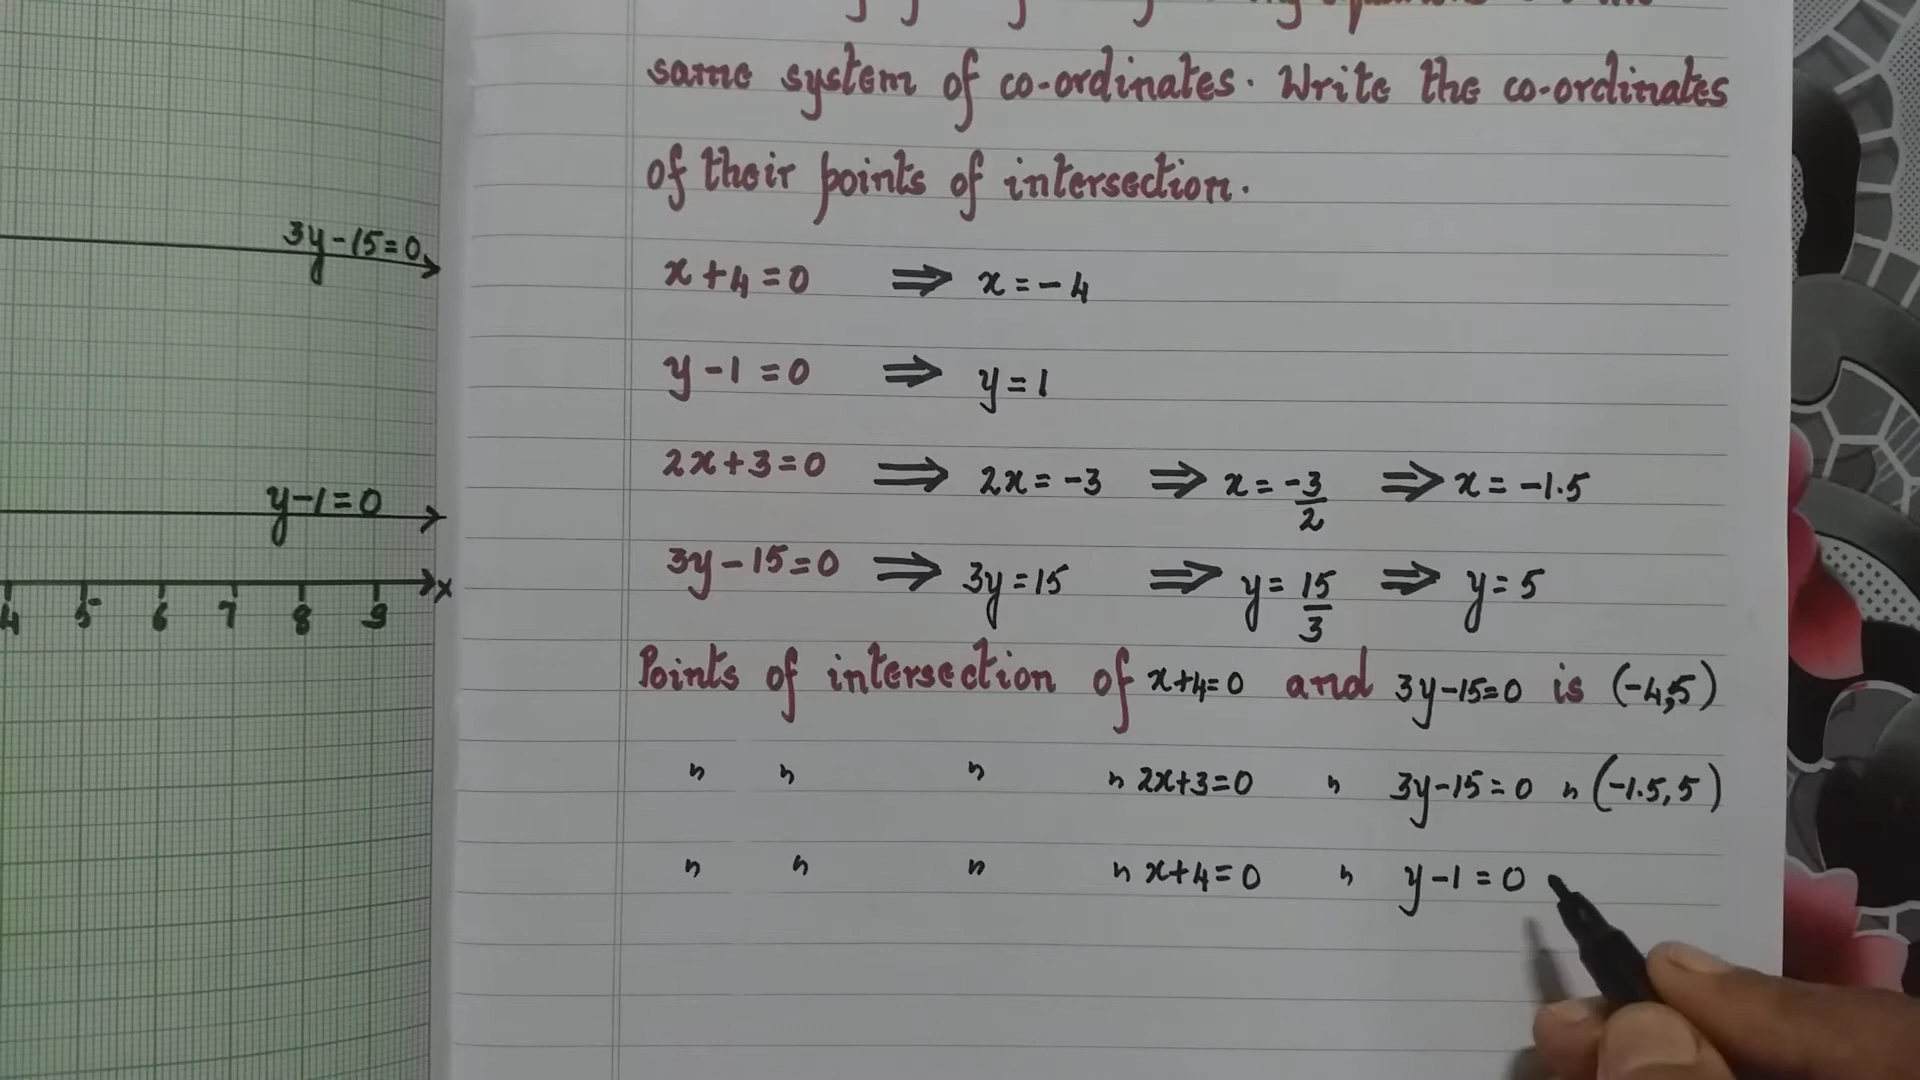 3y-15=0
y-1=0
x
4 5 6 7 8 9
same system of co-ordinates. Write the co-ordinates
of their points of intersection.
x+4=0 ⇒ x=-4
y-1=0 ⇒ y=1
2x+3=0 ⇒ 2x=-3 ⇒ x=-3/2 ⇒ x=-1.5
3y-15=0 ⇒ 3y=15 ⇒ y=15/3 ⇒ y=5
Points of intersection of x+4=0 and 3y-15=0 is (-4,5)
" " " " 2x+3=0 " 3y-15=0 " (-1.5,5)
" " " " x+4=0 " y-1=0